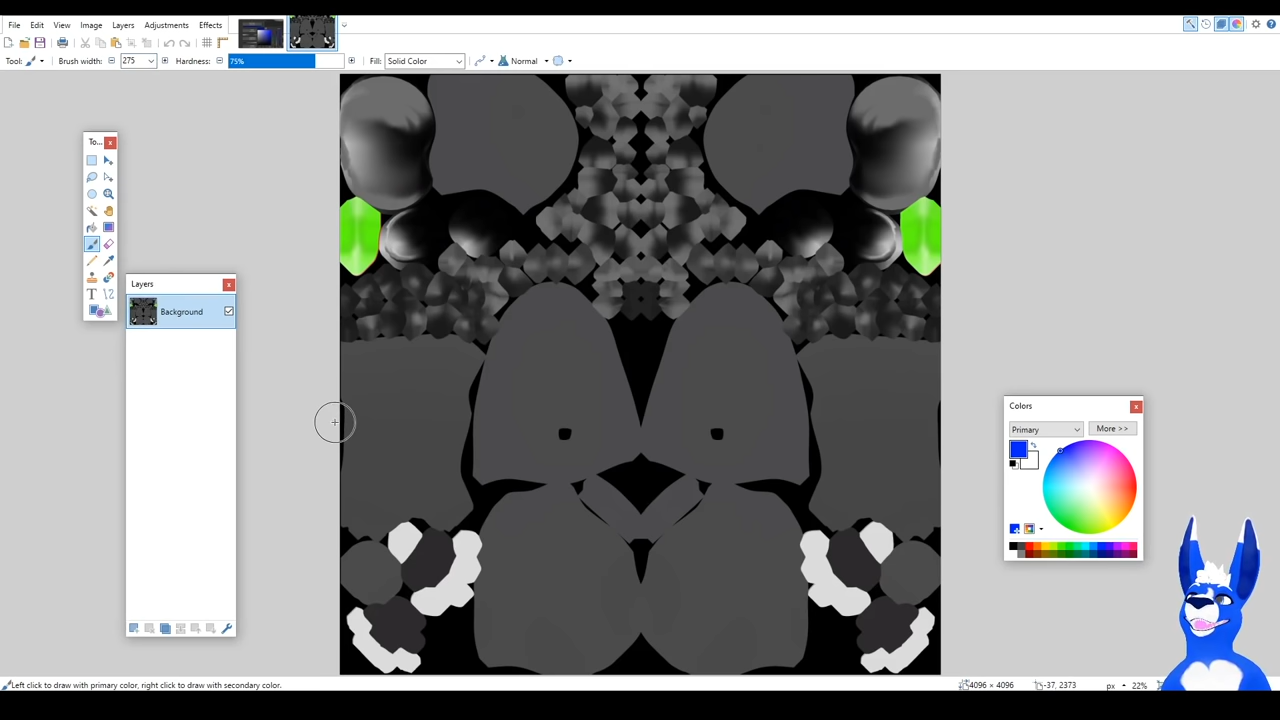 File Edit View Image Layers Adjustments Effects
Tool: Brush width: 275 Hardness: 75% Fill: Solid Color Normal
To...
Layers
Background
Colors
Primary More >>
Left click to draw with primary color, right click to draw with secondary color. 4096 × 4096 -37, 2373 px 22%